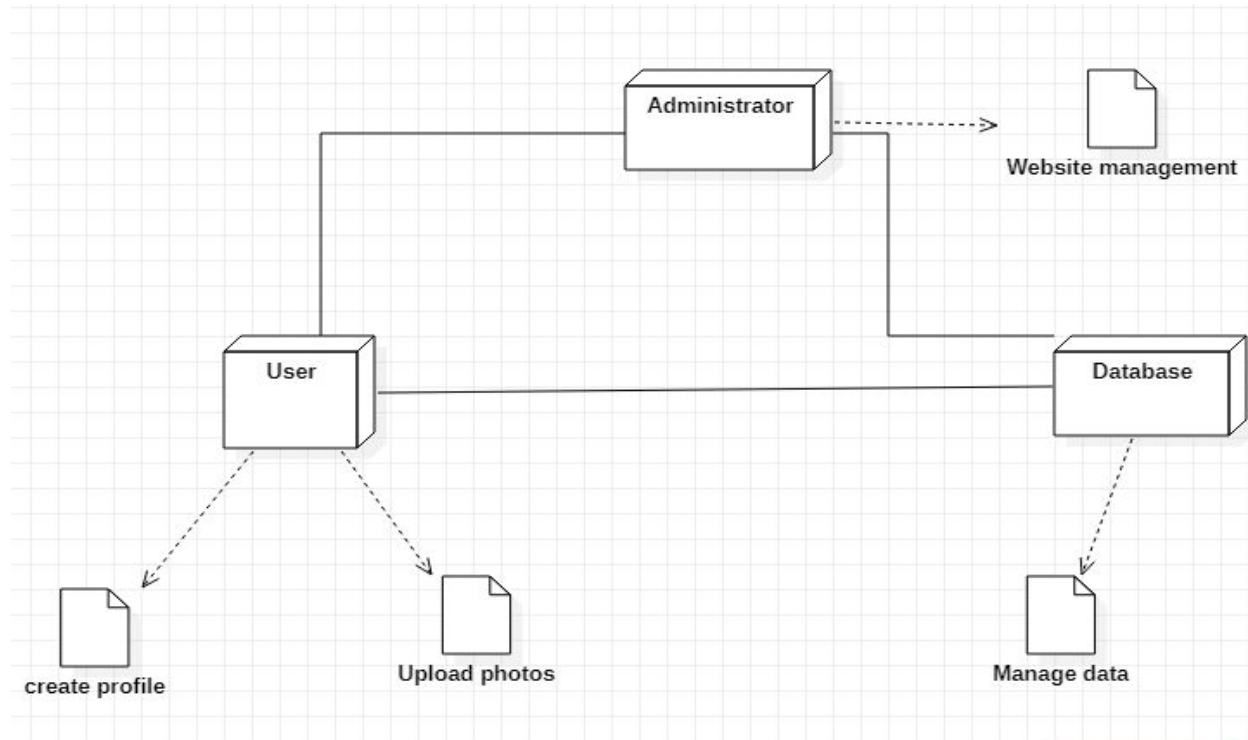 Administrator
Website management
User
Database
create profile
Upload photos
Manage data